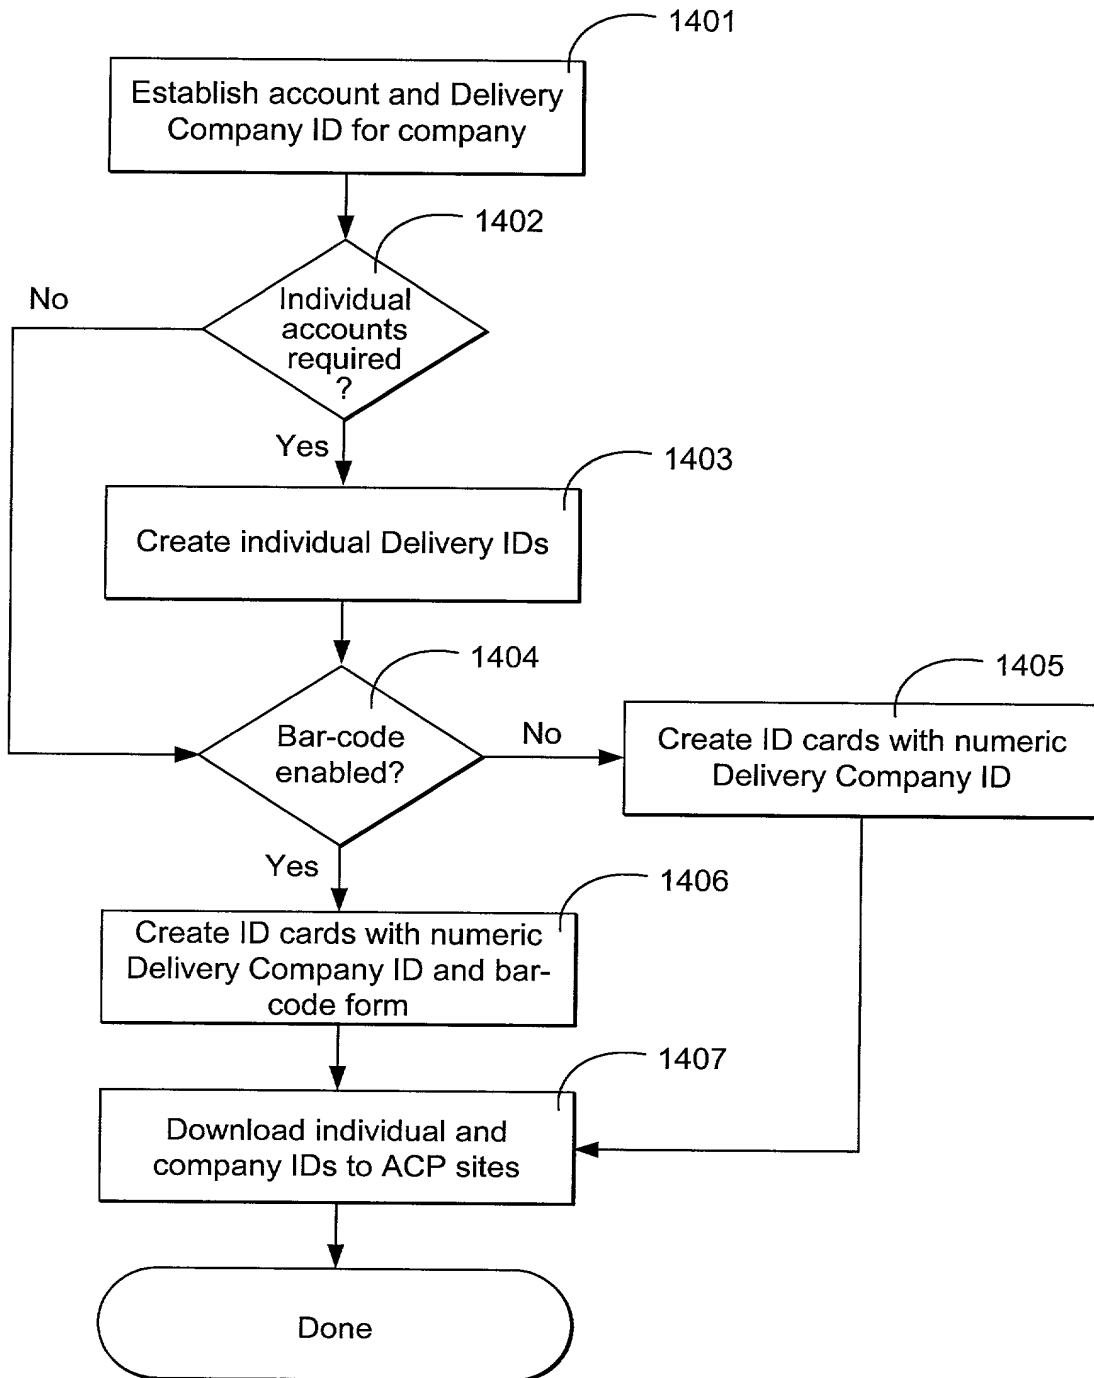 1401
Establish account and Delivery
Company ID for company
1402
No
Individual
accounts
required
?
Yes
1403
Create individual Delivery IDs
1404
1405
Bar-code
enabled?
No
Create ID cards with numeric
Delivery Company ID
Yes
1406
Create ID cards with numeric
Delivery Company ID and bar-
code form
1407
Download individual and
company IDs to ACP sites
Done